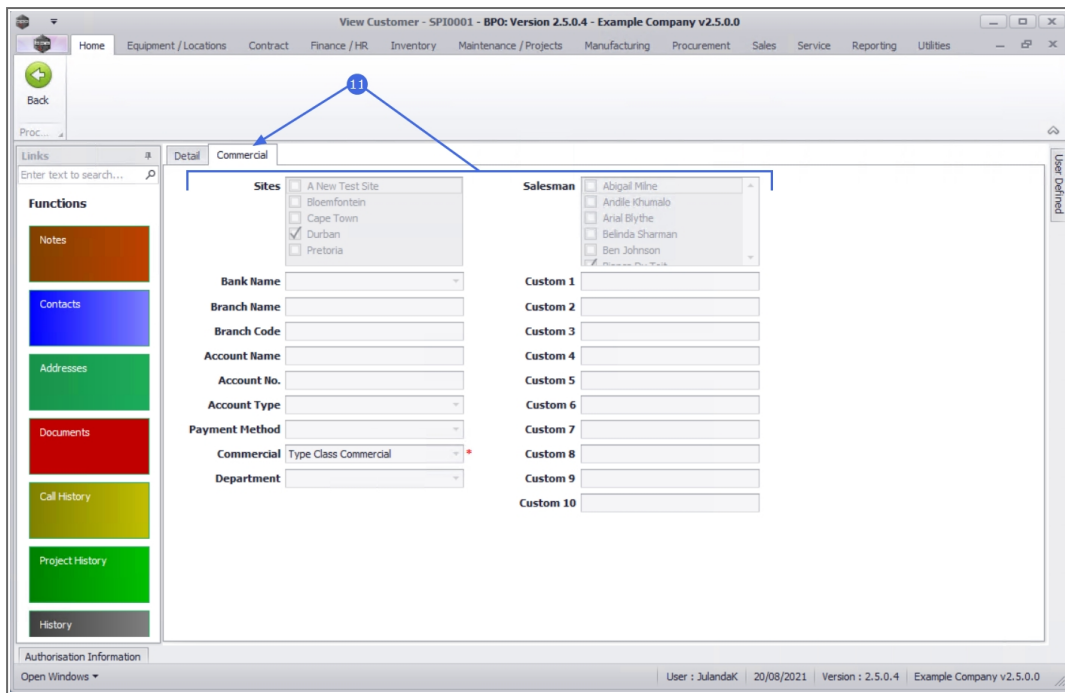 View Customer - SPI0001 - BPO: Version 2.5.0.4 - Example Company v2.5.0.0
Home Equipment / Locations Contract Finance / HR Inventory Maintenance / Projects Manufacturing Procurement Sales Service Reporting Utilities
11
Back
Proc...
Links
Detail Commercial
User Defined
Enter text to search...
Functions
Notes
Contacts
Addresses
Documents
Call History
Project History
History
Sites
A New Test Site
Bloemfontein
Cape Town
Durban
Pretoria
Bank Name
Branch Name
Branch Code
Account Name
Account No.
Account Type
Payment Method
Commercial Type Class Commercial *
Department
Salesman
Abigail Milne
Andile Khumalo
Arial Blythe
Belinda Sharman
Ben Johnson
Custom 1
Custom 2
Custom 3
Custom 4
Custom 5
Custom 6
Custom 7
Custom 8
Custom 9
Custom 10
Authorisation Information
Open Windows User : JulandaK 20/08/2021 Version : 2.5.0.4 Example Company v2.5.0.0